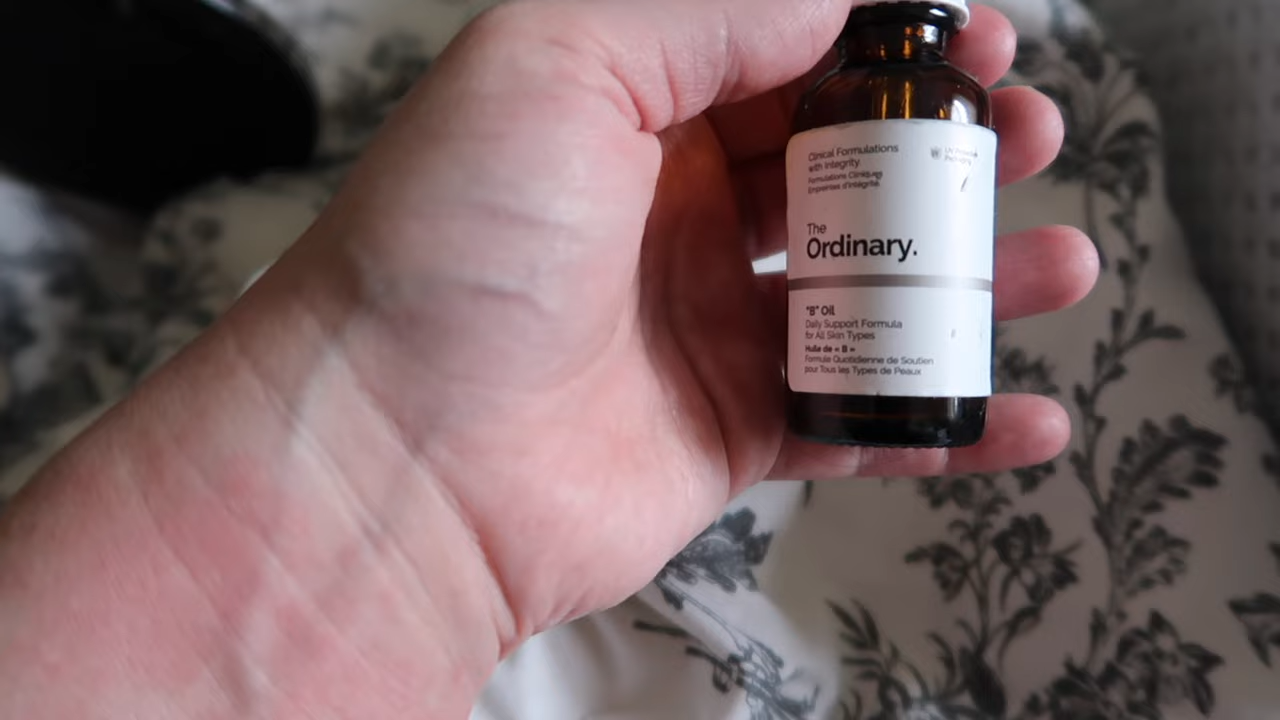 Clinical Formulations
with Integrity
Formulations Cliniques
Empreintes d'intégrité.
UV
The
Ordinary.
"B" Oil
Daily Support Formula
for All Skin Types
Huile de « B »
Formule Quotidienne de Soutien
pour Tous les Types de Peaux